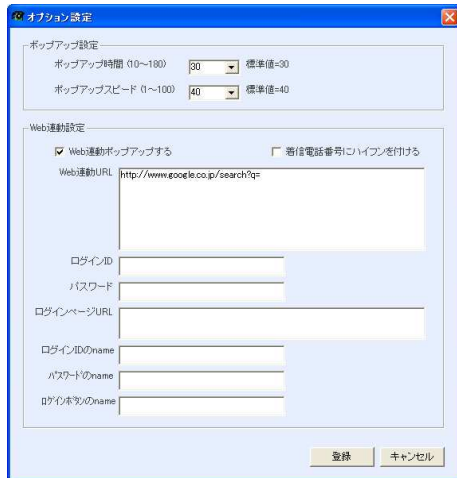 オプション設定
ポップアップ設定
ポップアップ時間 (10～180) 30 標準値=30
ポップアップスピード (1～100) 40 標準値=40
Web連動設定
Web連動ポップアップする 着信電話番号にハイフンを付ける
Web連動URL http://www.google.co.jp/search?q=
ログインID
パスワード
ログインページURL
ログインIDのname
パスワードのname
ログインボタンのname
登録 キャンセル